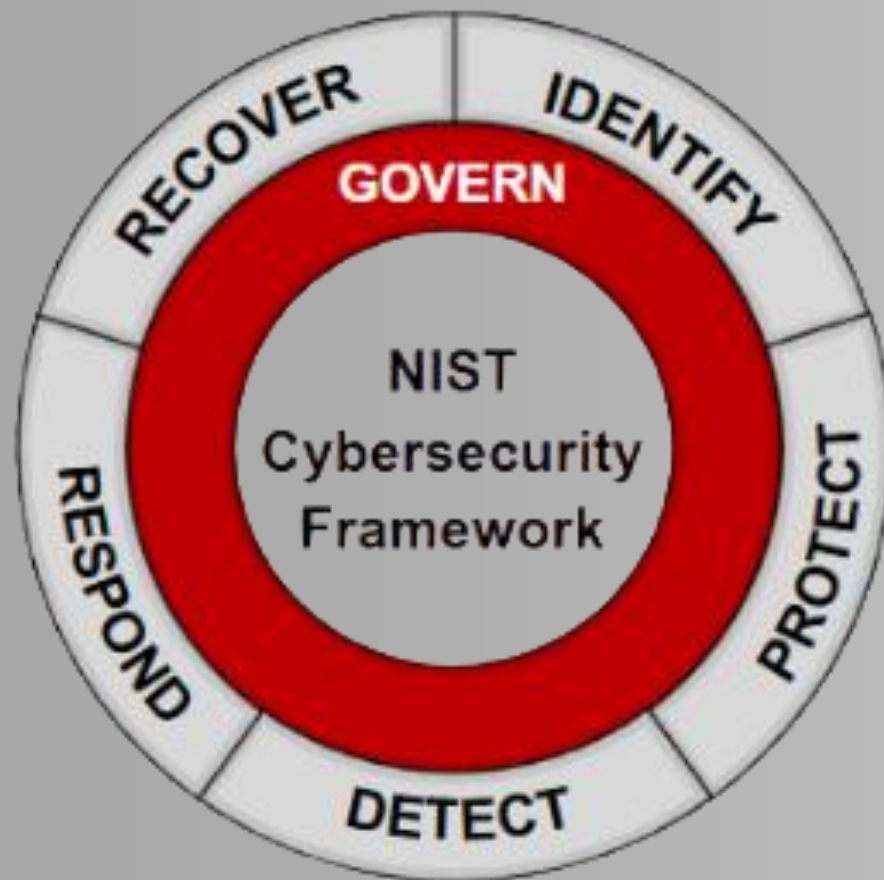 RECOVER
IDENTIFY
GOVERN
NIST
Cybersecurity
Framework
RESPOND
PROTECT
DETECT